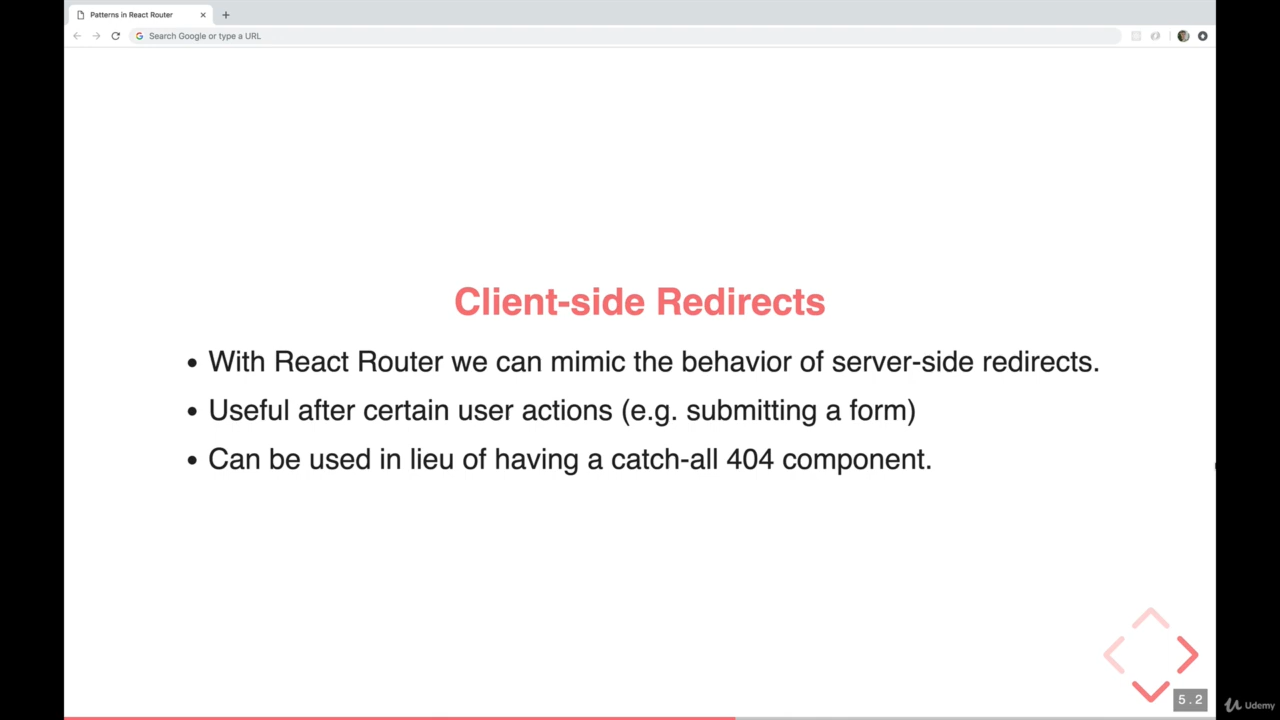 Patterns in React Router
Search Google or type a URL
Client-side Redirects
• With React Router we can mimic the behavior of server-side redirects.
• Useful after certain user actions (e.g. submitting a form)
• Can be used in lieu of having a catch-all 404 component.
5.2
Udemy